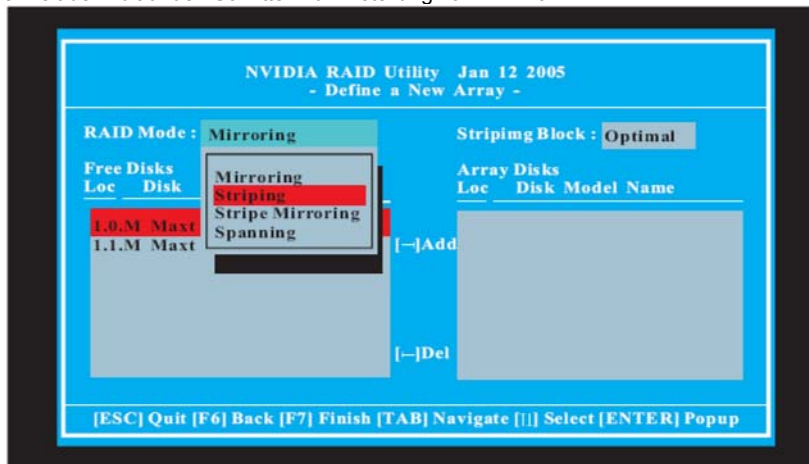 NVIDIA RAID Utility Jan 12 2005
- Define a New Array -
RAID Mode : Mirroring
Stripimg Block : Optimal
Free Disks
Loc Disk
Mirroring
Striping
Stripe Mirroring
Spanning
1.0.M Maxt
1.1.M Maxt
Array Disks
Loc Disk Model Name
[→]Add
[←]Del
[ESC] Quit [F6] Back [F7] Finish [TAB] Navigate [↑↓] Select [ENTER] Popup